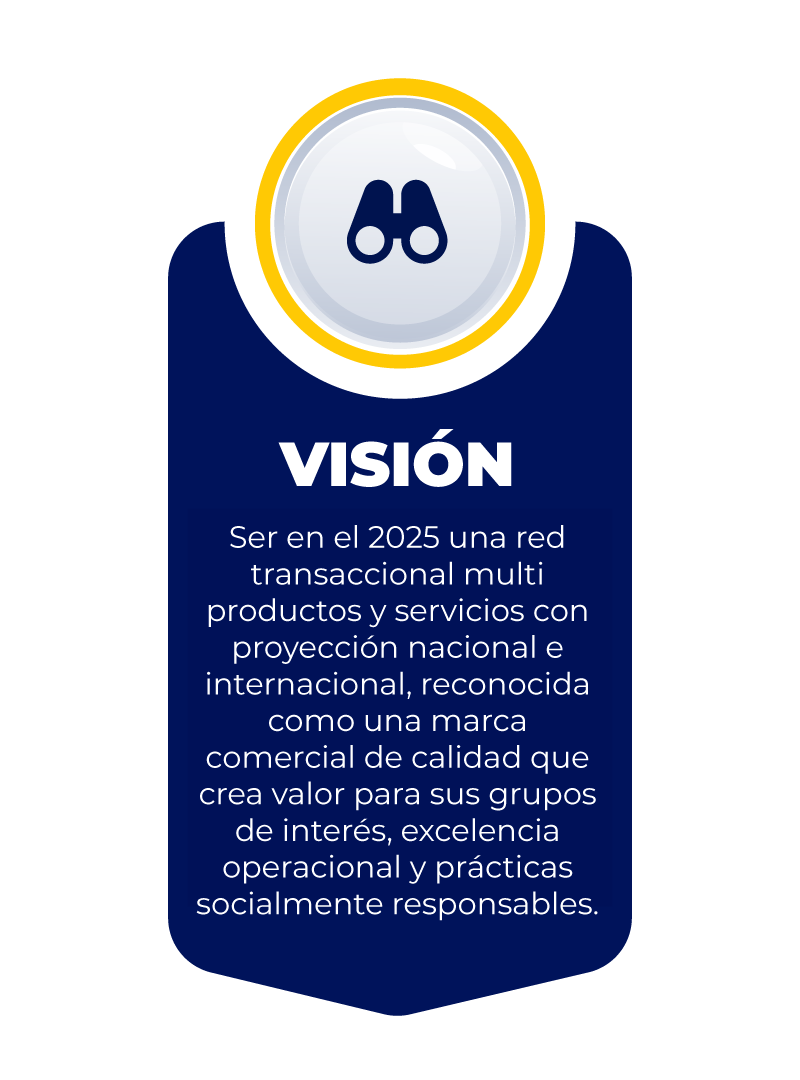 VISIÓN
Ser en el 2025 una red
transaccional multi
productos y servicios con
proyección nacional e
internacional, reconocida
como una marca
comercial de calidad que
crea valor para sus grupos
de interés, excelencia
operacional y prácticas
socialmente responsables.